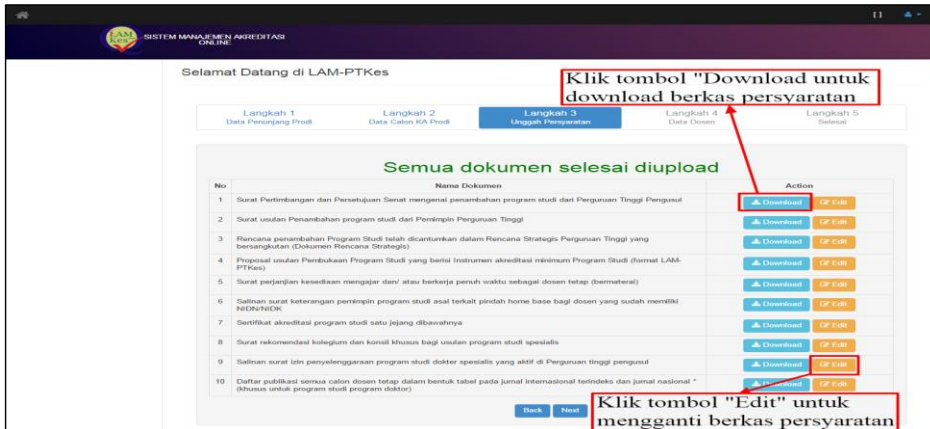 LAM
Kes
SISTEM MANAJEMEN AKREDITASI
ONLINE
Selamat Datang di LAM-PTKes
Klik tombol "Download untuk
download berkas persyaratan
Langkah 1
Data Penunjang Prodi
Langkah 2
Data Calon KA Prodi
Langkah 3
Unggah Persyaratan
Langkah 4
Data Dosen
Langkah 5
Selesai
Semua dokumen selesai diupload
No Nama Dokumen Action
1 Surat Pertimbangan dan Persetujuan Senat mengenai penambahan program studi dari Perguruan Tinggi Pengusul Download Edit
2 Surat usulan Penambahan program studi dari Pemimpin Perguruan Tinggi Download Edit
3 Rencana penambahan Program Studi telah dicantumkan dalam Rencana Strategis Perguruan Tinggi yang
bersangkutan (Dokumen Rencana Strategis) Download Edit
4 Proposal usulan Pembukaan Program Studi yang berisi Instrumen akreditasi minimum Program Studi (format LAM-
PTKes) Download Edit
5 Surat perjanjian kesediaan mengajar dan/ atau berkerja penuh waktu sebagai dosen tetap (bermaterai) Download Edit
6 Salinan surat keterangan pemimpin program studi asal terkait pindah home base bagi dosen yang sudah memiliki
NIDN/NIDK Download Edit
7 Sertifikat akreditasi program studi satu jejang dibawahnya Download Edit
8 Surat rekomendasi kolegium dan konsil khusus bagi usulan program studi spesialis Download Edit
9 Salinan surat izin penyelenggaraan program studi dokter spesialis yang aktif di Perguruan tinggi pengusul Download Edit
10 Daftar publikasi semua calon dosen tetap dalam bentuk tabel pada jurnal internasional terindeks dan jurnal nasional *
(khusus untuk program studi program doktor) Download Edit
Back Next
Klik tombol "Edit" untuk
mengganti berkas persyaratan